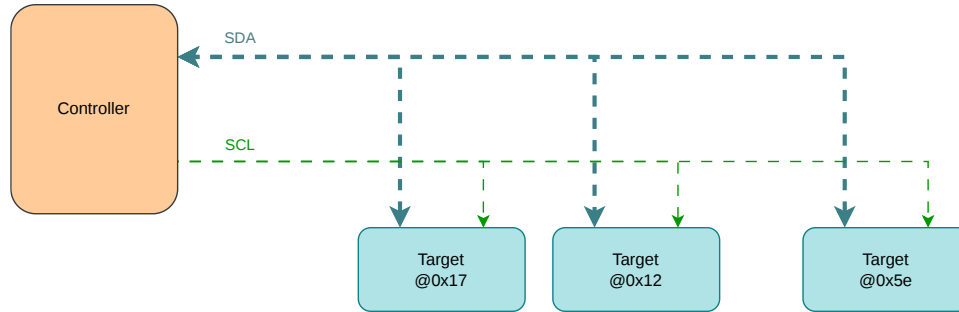 SDA
Controller
SCL
Target
@0x17
Target
@0x12
Target
@0x5e